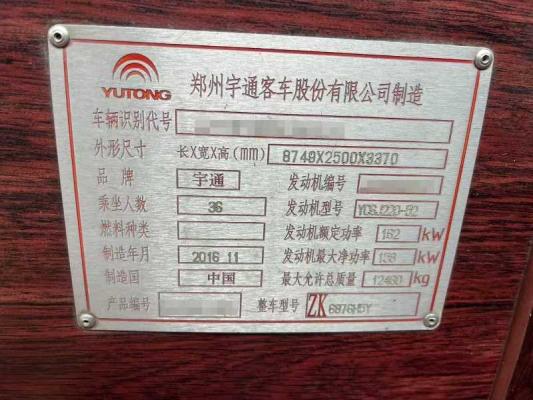 YUTONG 郑州宇通客车股份有限公司制造
车辆识别代号
外形尺寸 长X宽X高(mm) 8749X2500X3370
品牌 宇通 发动机编号
乘坐人数 36 发动机型号
燃料种类 发动机额定功率 162 kW
制造年月 2016 11 发动机最大净功率 kW
制造国 中国 最大允许总质量 12460 kg
产品编号 整车型号 ZK6876H5Y